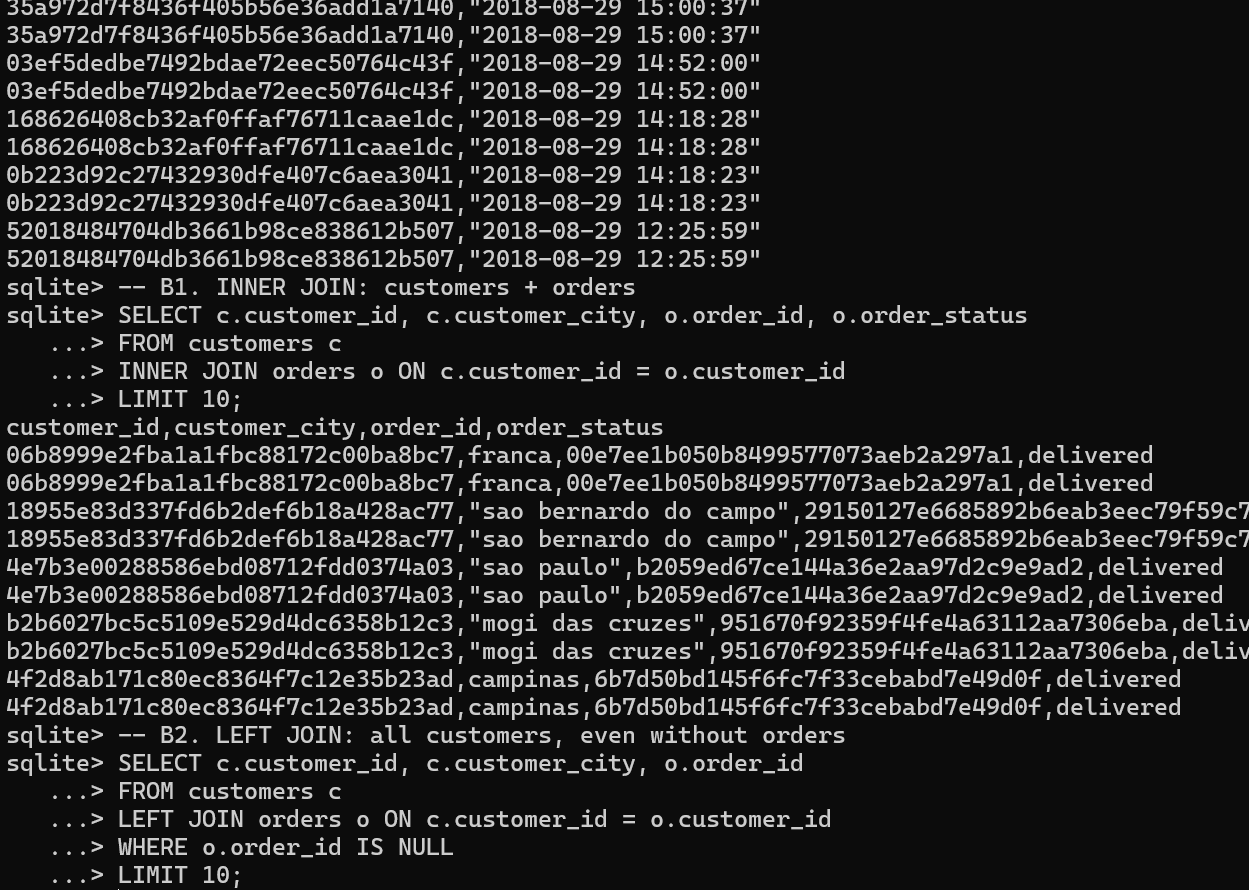 35a972d7f8436f405b56e36add1a7140,"2018-08-29 15:00:37"
35a972d7f8436f405b56e36add1a7140,"2018-08-29 15:00:37"
03ef5dedbe7492bdae72eec50764c43f,"2018-08-29 14:52:00"
03ef5dedbe7492bdae72eec50764c43f,"2018-08-29 14:52:00"
168626408cb32af0ffaf76711caae1dc,"2018-08-29 14:18:28"
168626408cb32af0ffaf76711caae1dc,"2018-08-29 14:18:28"
0b223d92c27432930dfe407c6aea3041,"2018-08-29 14:18:23"
0b223d92c27432930dfe407c6aea3041,"2018-08-29 14:18:23"
52018484704db3661b98ce838612b507,"2018-08-29 12:25:59"
52018484704db3661b98ce838612b507,"2018-08-29 12:25:59"
sqlite> -- B1. INNER JOIN: customers + orders
sqlite> SELECT c.customer_id, c.customer_city, o.order_id, o.order_status
   ...> FROM customers c
   ...> INNER JOIN orders o ON c.customer_id = o.customer_id
   ...> LIMIT 10;
customer_id,customer_city,order_id,order_status
06b8999e2fba1a1fbc88172c00ba8bc7,franca,00e7ee1b050b8499577073aeb2a297a1,delivered
06b8999e2fba1a1fbc88172c00ba8bc7,franca,00e7ee1b050b8499577073aeb2a297a1,delivered
18955e83d337fd6b2def6b18a428ac77,"sao bernardo do campo",29150127e6685892b6eab3eec79f59c7
18955e83d337fd6b2def6b18a428ac77,"sao bernardo do campo",29150127e6685892b6eab3eec79f59c7
4e7b3e00288586ebd08712fdd0374a03,"sao paulo",b2059ed67ce144a36e2aa97d2c9e9ad2,delivered
4e7b3e00288586ebd08712fdd0374a03,"sao paulo",b2059ed67ce144a36e2aa97d2c9e9ad2,delivered
b2b6027bc5c5109e529d4dc6358b12c3,"mogi das cruzes",951670f92359f4fe4a63112aa7306eba,deliv
b2b6027bc5c5109e529d4dc6358b12c3,"mogi das cruzes",951670f92359f4fe4a63112aa7306eba,deliv
4f2d8ab171c80ec8364f7c12e35b23ad,campinas,6b7d50bd145f6fc7f33cebabd7e49d0f,delivered
4f2d8ab171c80ec8364f7c12e35b23ad,campinas,6b7d50bd145f6fc7f33cebabd7e49d0f,delivered
sqlite> -- B2. LEFT JOIN: all customers, even without orders
sqlite> SELECT c.customer_id, c.customer_city, o.order_id
   ...> FROM customers c
   ...> LEFT JOIN orders o ON c.customer_id = o.customer_id
   ...> WHERE o.order_id IS NULL
   ...> LIMIT 10;